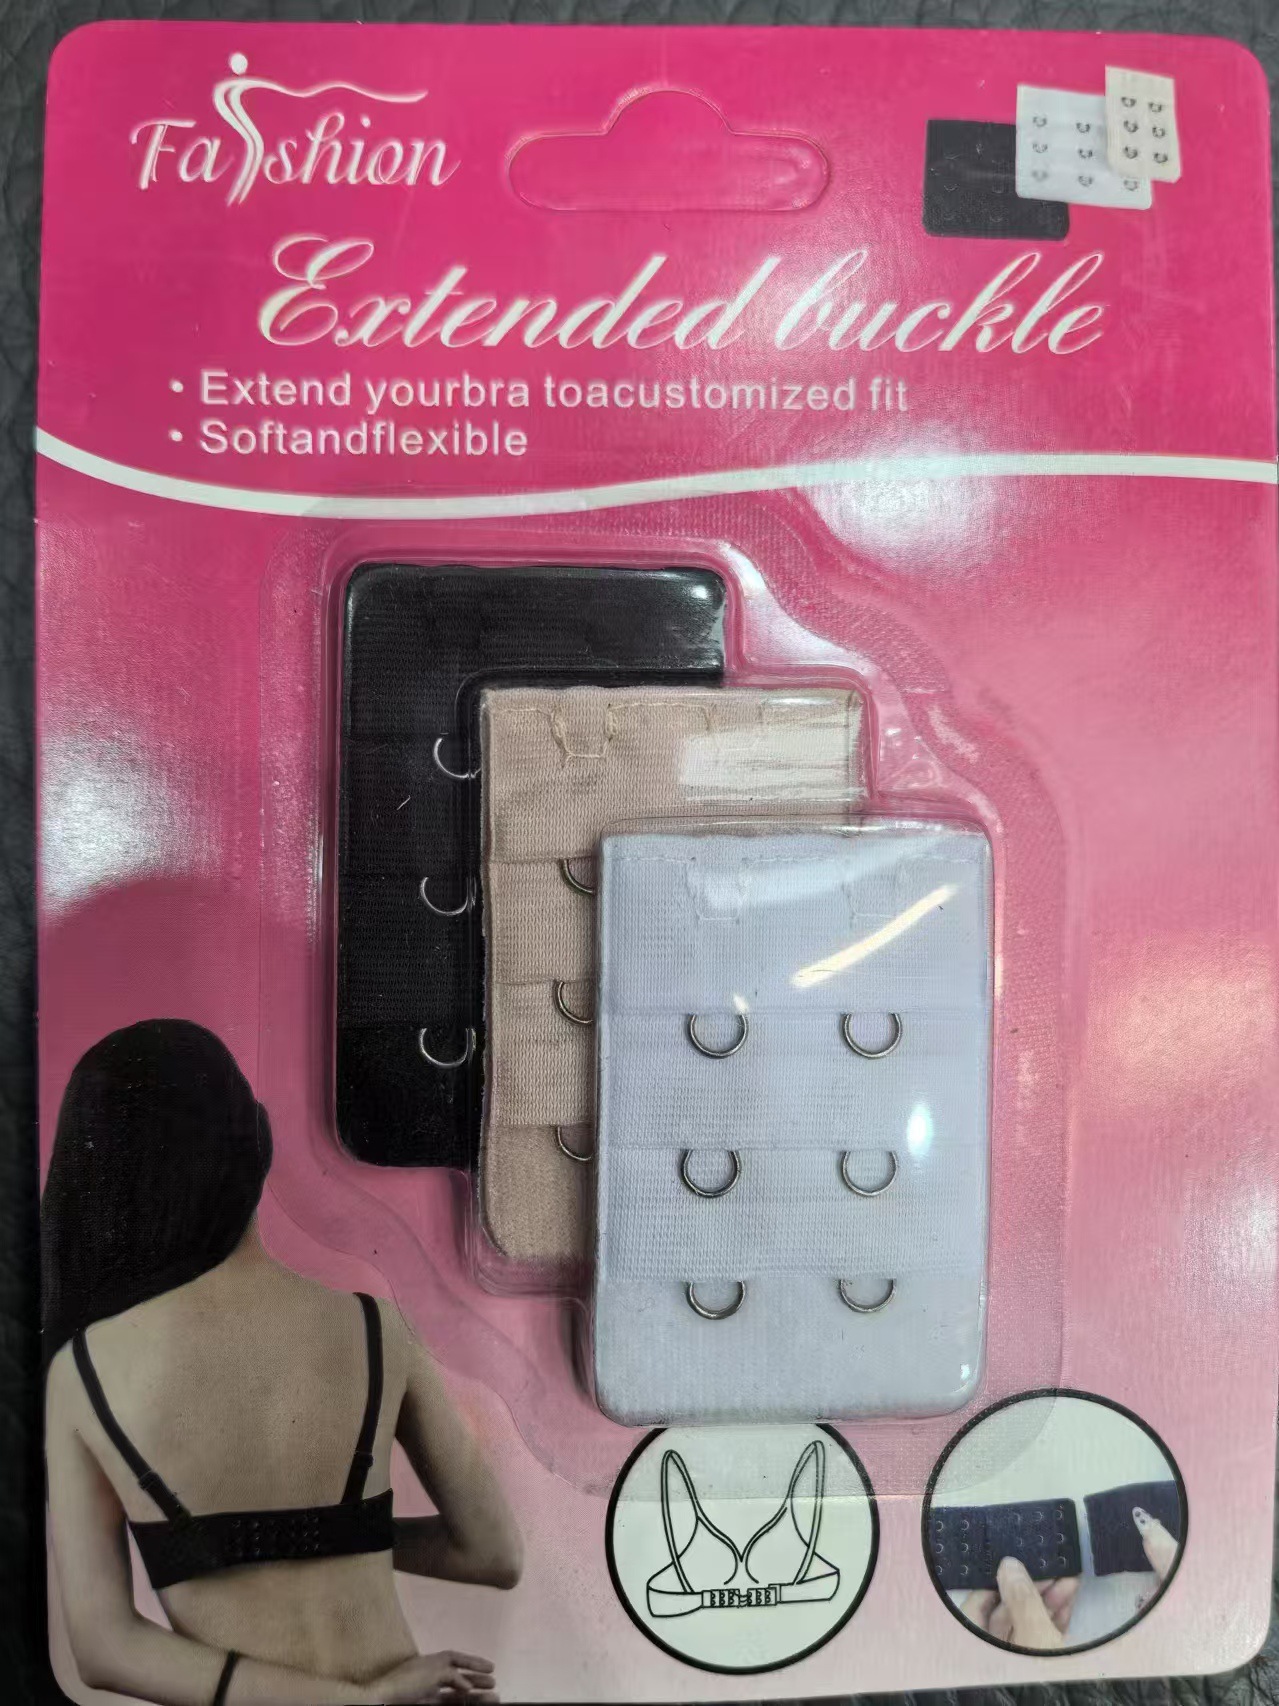 Fashion
Extended buckle
• Extend yourbra toacustomized fit
• Softandflexible